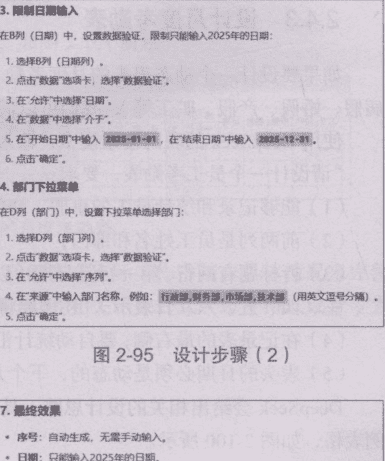 3. 限制日期输入
在B列（日期）中，设置数据验证，限制只能输入2025年的日期：
1. 选择B列（日期列）。
2. 点击“数据”选项卡，选择“数据验证”。
3. 在“允许”中选择“日期”。
4. 在“数据”中选择“介于”。
5. 在“开始日期”中输入 2025-01-01，在“结束日期”中输入 2025-12-31。
6. 点击“确定”。
4. 部门下拉菜单
在D列（部门）中，设置下拉菜单选择部门：
1. 选择D列（部门列）。
2. 点击“数据”选项卡，选择“数据验证”。
3. 在“允许”中选择“序列”。
4. 在“来源”中输入部门名称，例如：行政部,财务部,市场部,技术部（用英文逗号分隔）。
5. 点击“确定”。
图 2-95 设计步骤（2）
7. 最终效果
• 序号：自动生成，无需手动输入。
• 日期：只能输入2025年的日期。